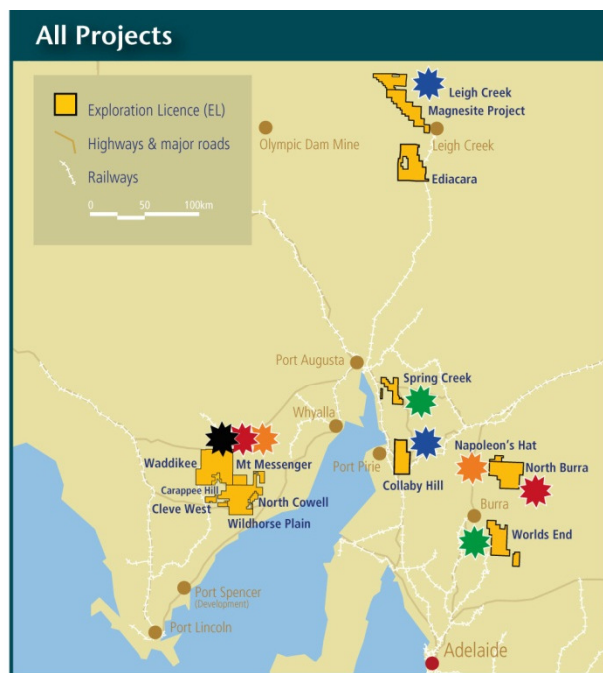 All Projects
Exploration Licence (EL)
Highways & major roads
Railways
0 50 100km
Leigh Creek
Magnesite Project
Olympic Dam Mine
Leigh Creek
Ediacara
Port Augusta
Spring Creek
Whyalla
Napoleon's Hat
Waddikee
Mt Messenger
Port Pirie
North Burra
Carappee Hill
Collaby Hill
Cleve West
North Cowell
Burra
Wildhorse Plain
Worlds End
Port Spencer
(Development)
Port Lincoln
Adelaide